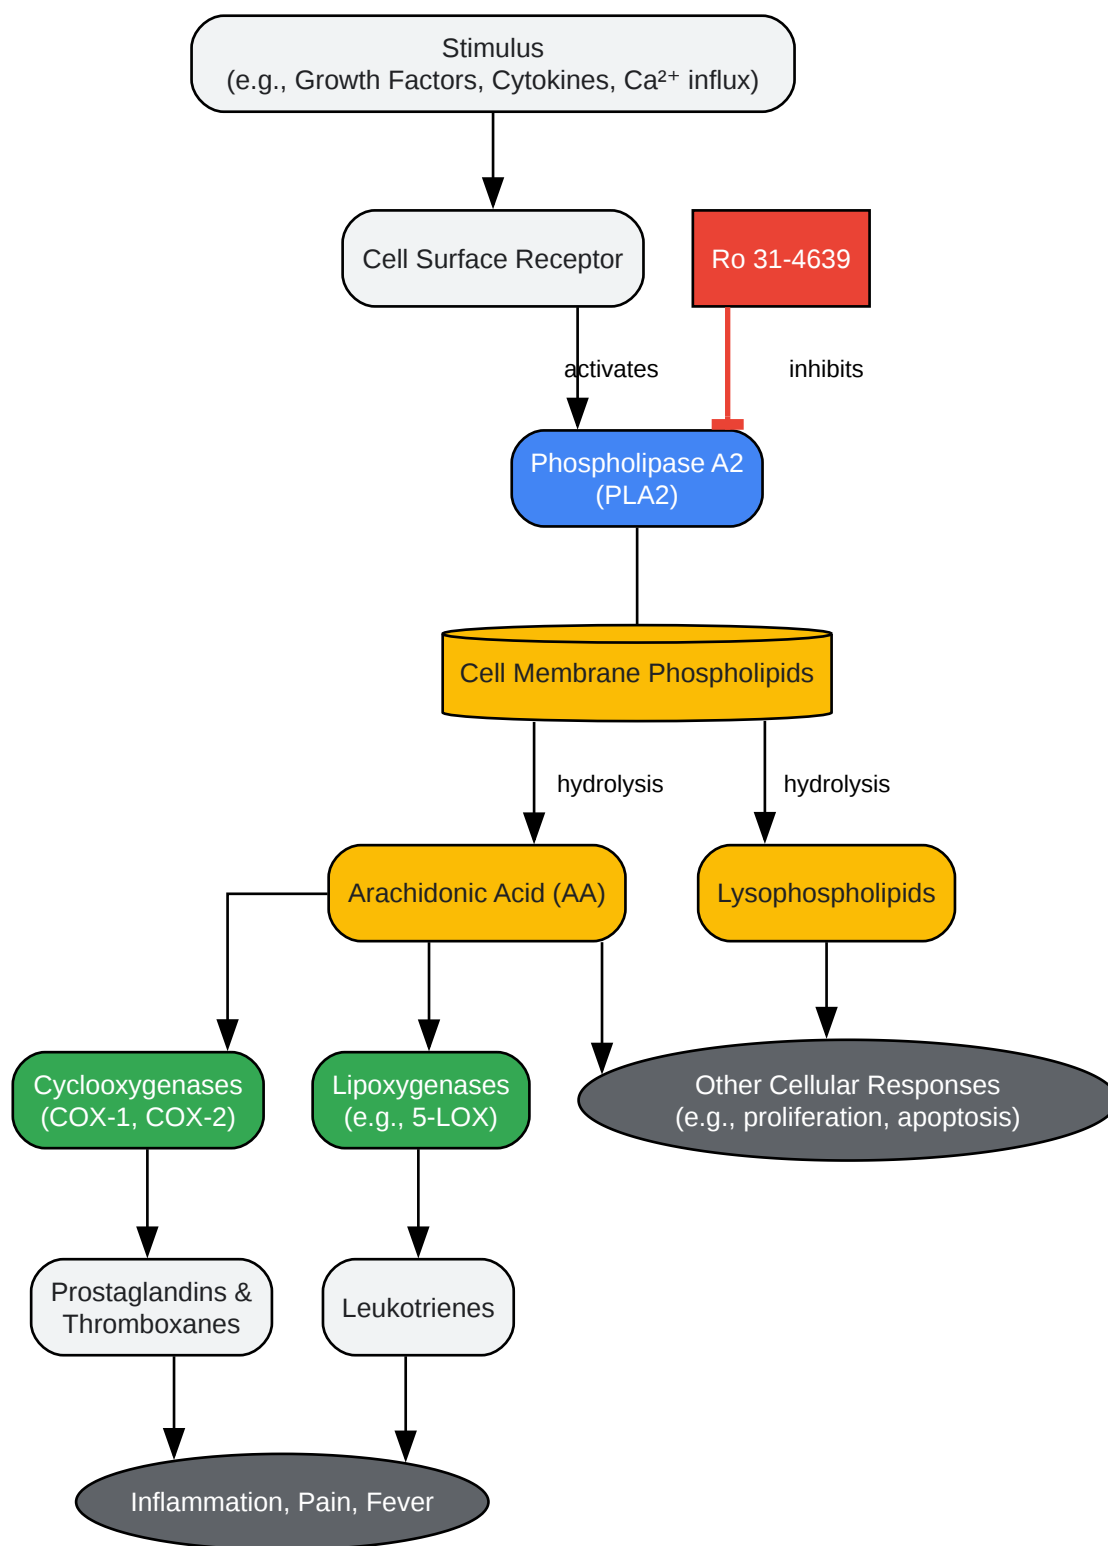 Stimulus
(e.g., Growth Factors, Cytokines, Ca²⁺ influx)
Cell Surface Receptor
Ro 31-4639
activates
inhibits
Phospholipase A2
(PLA2)
Cell Membrane Phospholipids
hydrolysis
hydrolysis
Arachidonic Acid (AA)
Lysophospholipids
Cyclooxygenases
(COX-1, COX-2)
Lipoxygenases
(e.g., 5-LOX)
Other Cellular Responses
(e.g., proliferation, apoptosis)
Prostaglandins &
Thromboxanes
Leukotrienes
Inflammation, Pain, Fever